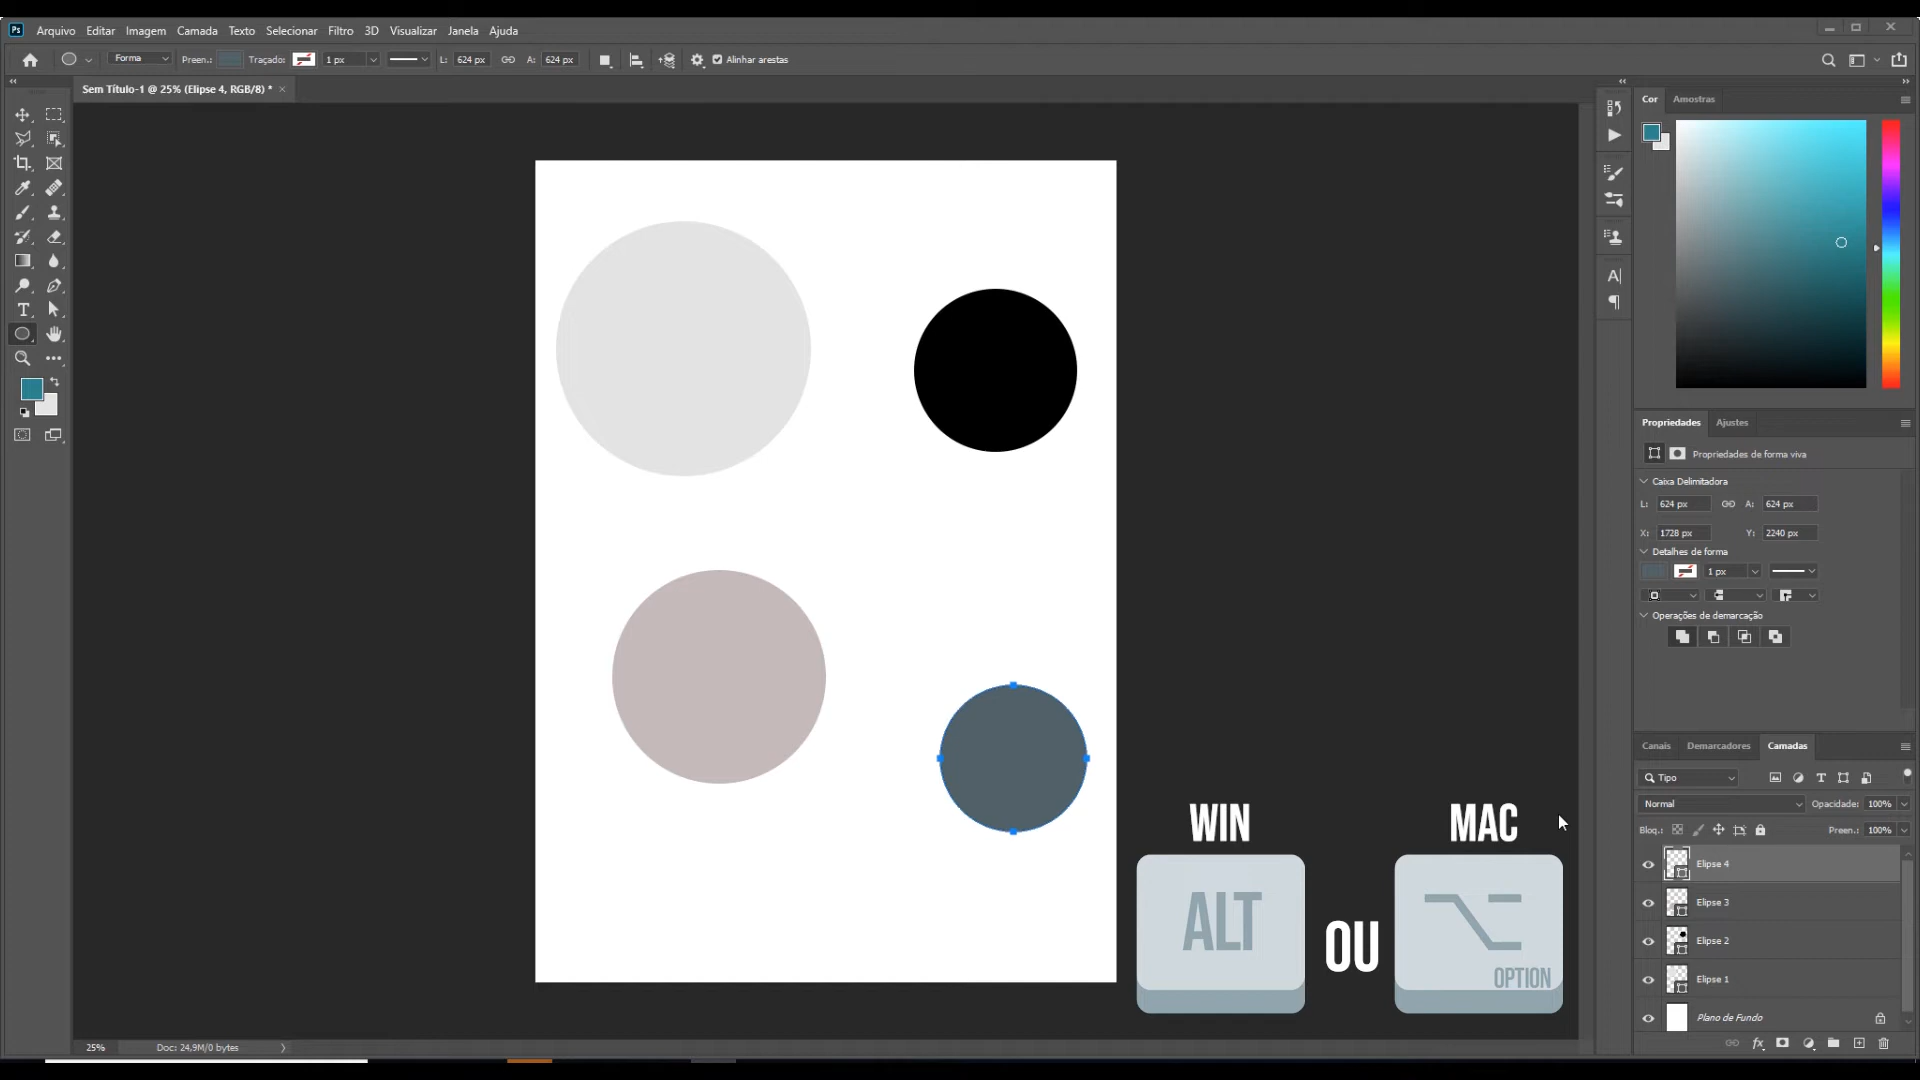 Ps
Arquivo Editar Imagem Camada Texto Selecionar Filtro 3D Visualizar Janela Ajuda
Forma Preen.: Traçado: 1 px L: 624 px A: 624 px Alinhar arestas
Sem Título-1 @ 25% (Elipse 4, RGB/8) * ×
Cor Amostras
Propriedades Ajustes
Propriedades de forma viva
Caixa Delimitadora
L: 624 px A: 624 px
X: 1728 px Y: 2240 px
Detalhes de forma
1 px
Operações de demarcação
Canais Demarcadores Camadas
Tipo
Normal Opacidade: 100%
Bloq.: Preen.: 100%
Elipse 4
Elipse 3
Elipse 2
Elipse 1
Plano de Fundo
WIN MAC
ALT OU OPTION
25% Doc: 24,9M/0 bytes